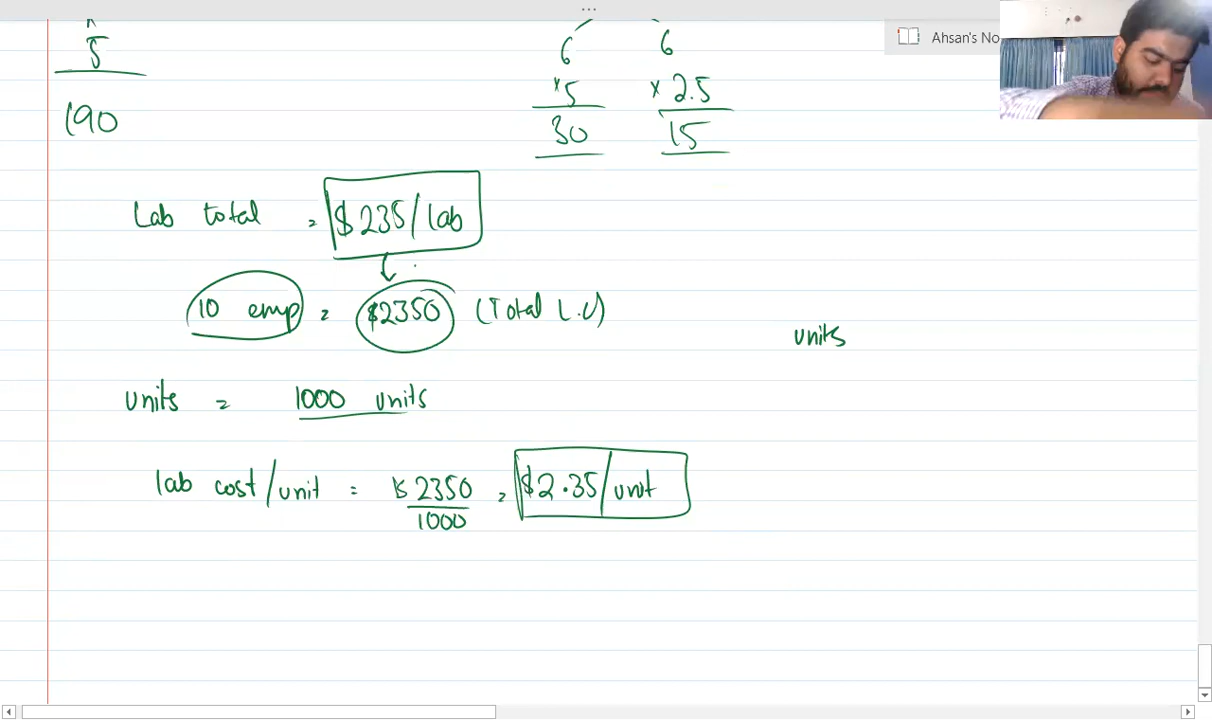 5
190
6
× 5
30
6
× 2.5
15
Ahsan's No
Lab total = $235/lab
10 emp = $2350 (Total L.C)
units
units = 1000 units
lab cost/unit = $2350/1000 = $2.35/unit